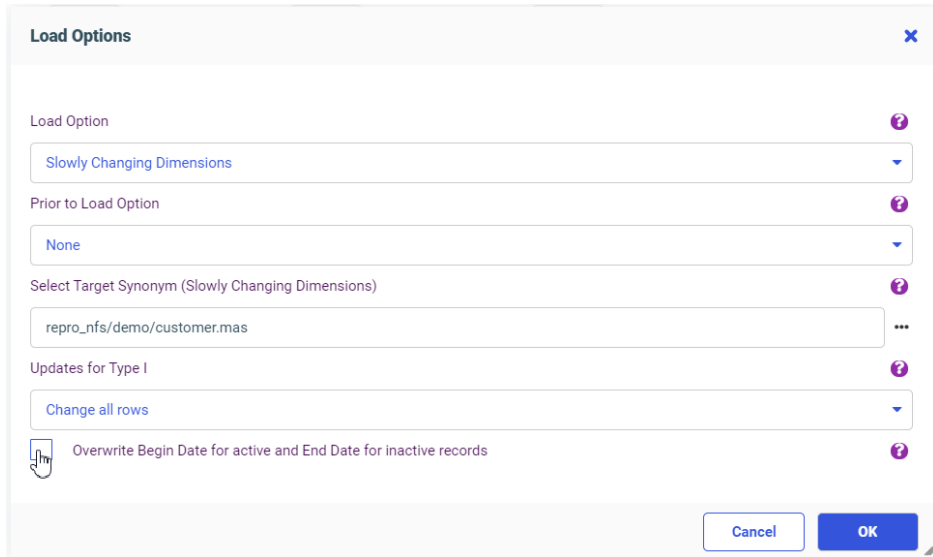 Load Options
Load Option
Slowly Changing Dimensions
Prior to Load Option
None
Select Target Synonym (Slowly Changing Dimensions)
repro_nfs/demo/customer.mas
Updates for Type I
Change all rows
Overwrite Begin Date for active and End Date for inactive records
Cancel
OK